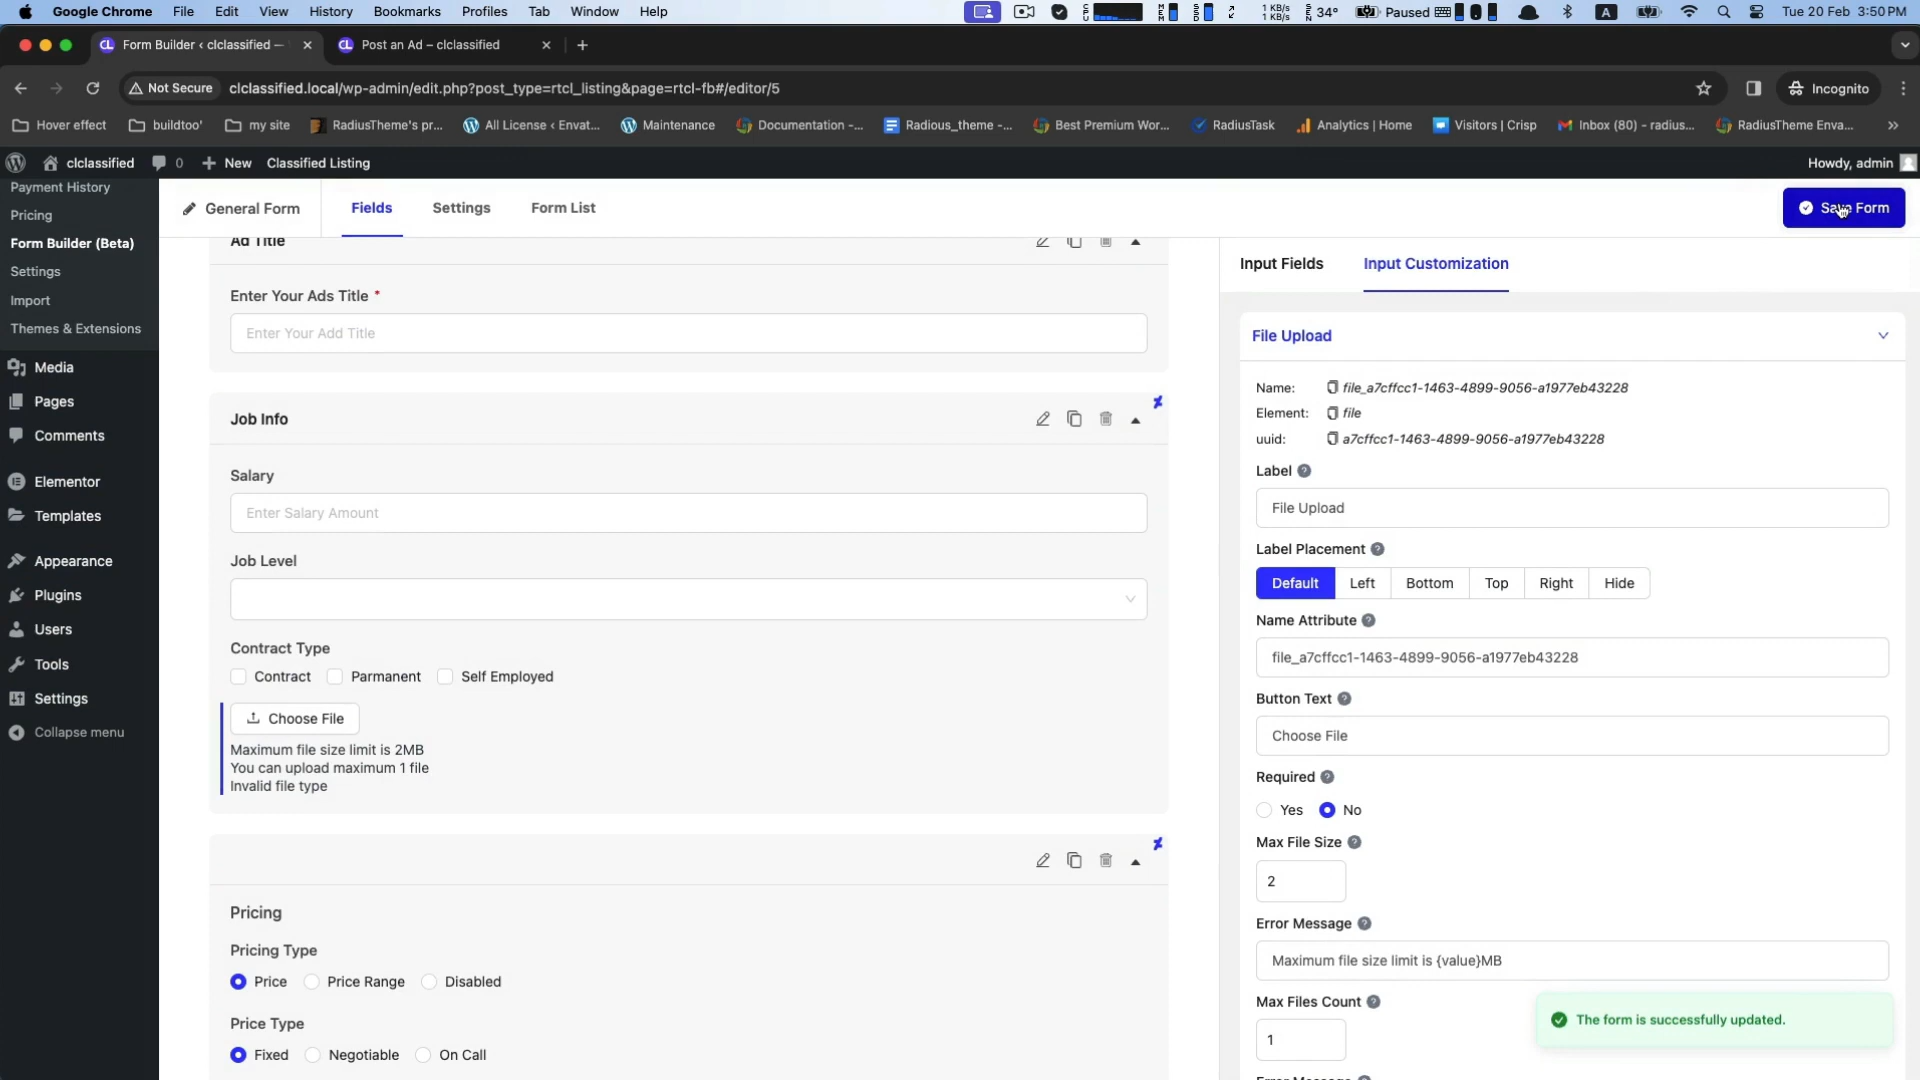 Google Chrome File Edit View History Bookmarks Profiles Tab Window Help 1 KB/s 1 KB/s 34° Paused A Tue 20 Feb 3:50 PM
Form Builder ‹ clclassified — Post an Ad – clclassified
Not Secure clclassified.local/wp-admin/edit.php?post_type=rtcl_listing&page=rtcl-fb#/editor/5 Incognito
Hover effect buildtoo' my site RadiusTheme's pr... All License ‹ Envat... Maintenance Documentation -... Radious_theme -... Best Premium Wor... RadiusTask Analytics | Home Visitors | Crisp Inbox (80) - radius... RadiusTheme Enva... »
clclassified 0 New Classified Listing Howdy, admin
Payment History
Pricing
Form Builder (Beta)
Settings
Import
Themes & Extensions
Media
Pages
Comments
Elementor
Templates
Appearance
Plugins
Users
Tools
Settings
Collapse menu
General Form Fields Settings Form List Save Form
Ad Title
Enter Your Ads Title *
Enter Your Add Title
Job Info
Salary
Enter Salary Amount
Job Level
Contract Type
Contract Parmanent Self Employed
Choose File
Maximum file size limit is 2MB
You can upload maximum 1 file
Invalid file type
Pricing
Pricing Type
Price Price Range Disabled
Price Type
Fixed Negotiable On Call
Input Fields Input Customization
File Upload
Name: file_a7cffcc1-1463-4899-9056-a1977eb43228
Element: file
uuid: a7cffcc1-1463-4899-9056-a1977eb43228
Label
File Upload
Label Placement
Default Left Bottom Top Right Hide
Name Attribute
file_a7cffcc1-1463-4899-9056-a1977eb43228
Button Text
Choose File
Required
Yes No
Max File Size
2
Error Message
Maximum file size limit is {value}MB
Max Files Count
1
The form is successfully updated.
Error Message